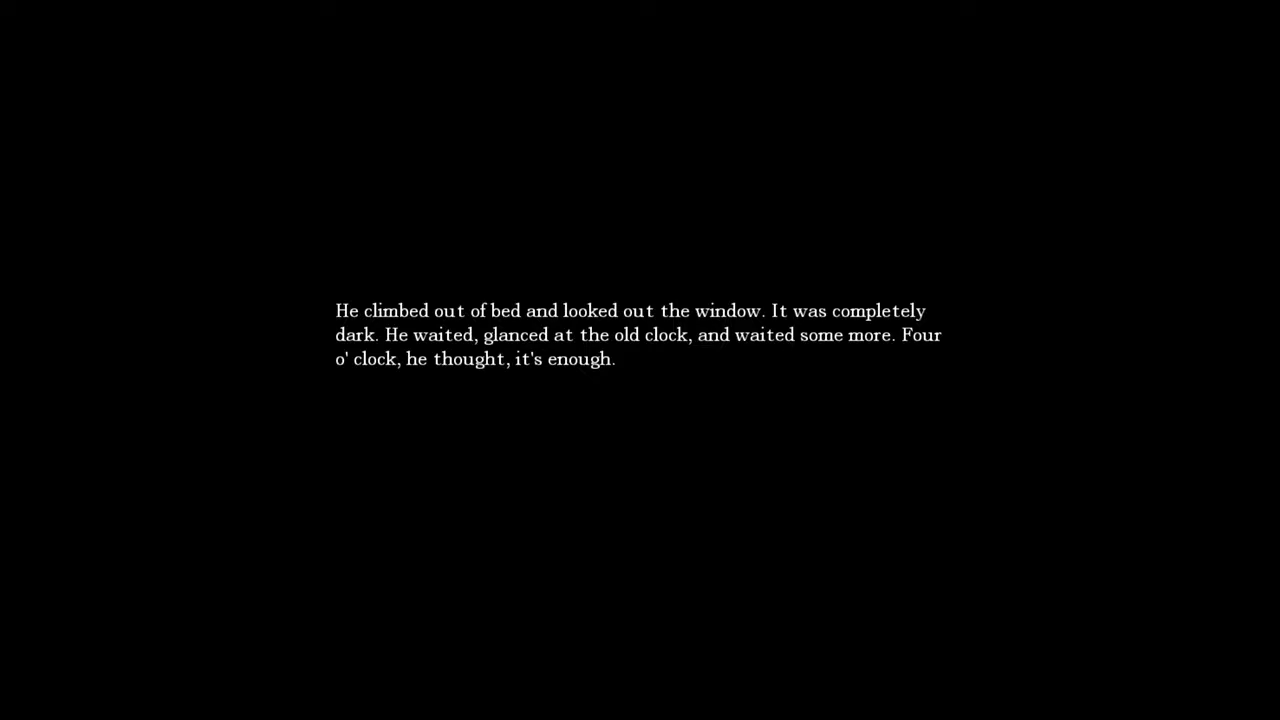 He climbed out of bed and looked out the window. It was completely
dark. He waited, glanced at the old clock, and waited some more. Four
o' clock, he thought, it's enough.